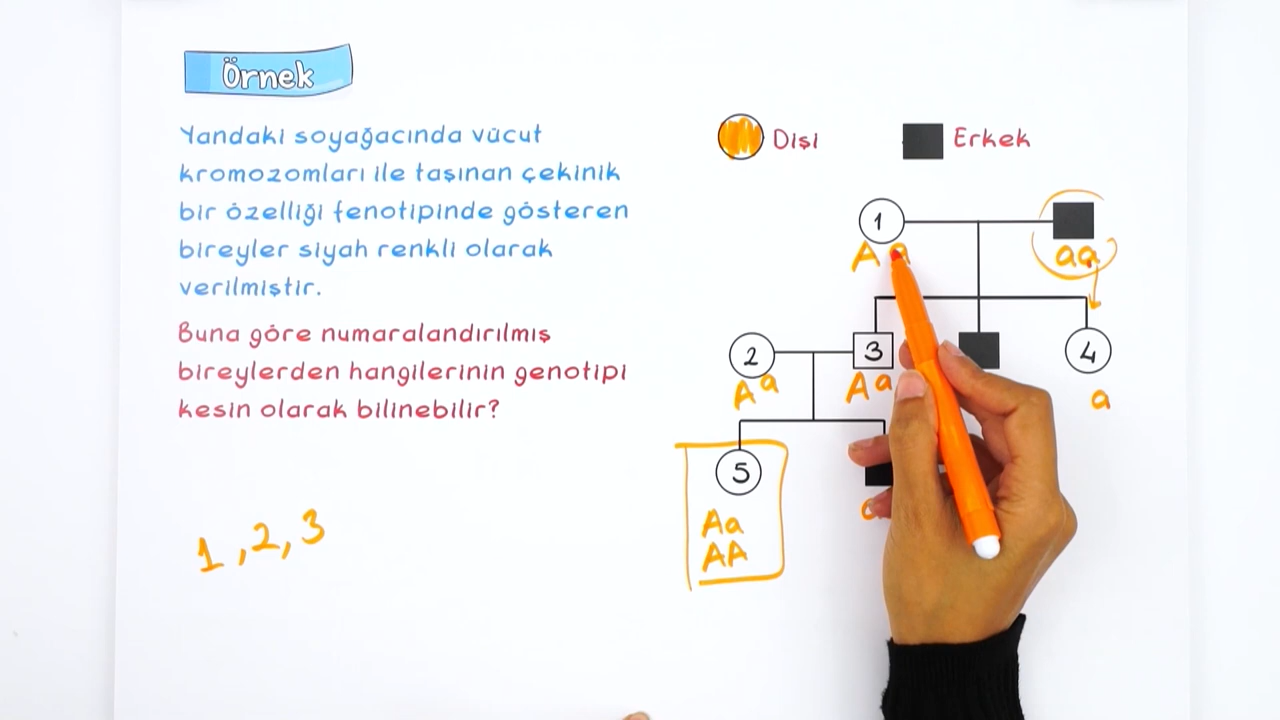 Örnek
Yandaki soyağacında vücut
kromozomları ile taşınan çekinik
bir özelliği fenotipinde gösteren
bireyler siyah renkli olarak
verilmiştir.
Buna göre numaralandırılmış
bireylerden hangilerinin genotipi
kesin olarak bilinebilir?
1, 2, 3
Dişi
Erkek
1
A a
aa
2
3
4
Aa
Aa
a
5
Aa
AA